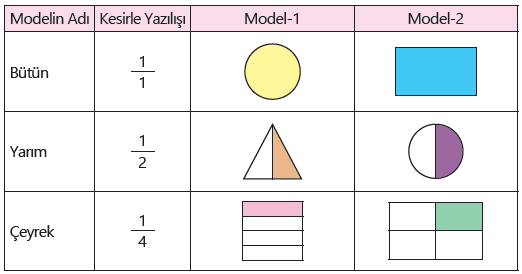 Modelin Adı Kesirle Yazılışı Model-1 Model-2
Bütün 1/1
Yarım 1/2
Çeyrek 1/4